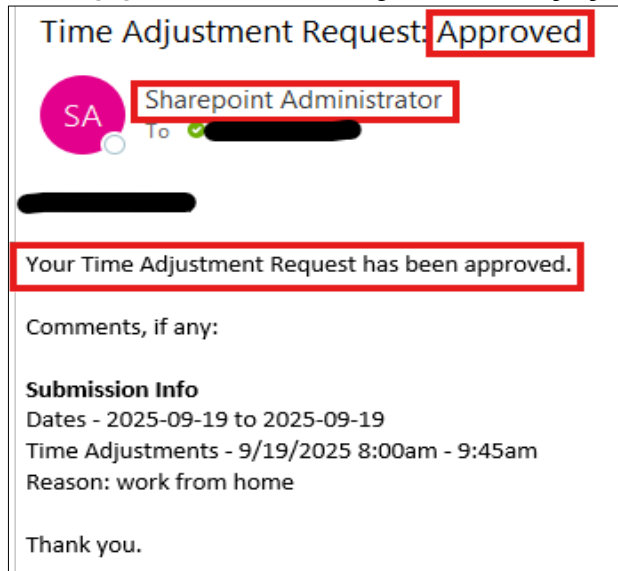 Time Adjustment Request: Approved
SA
Sharepoint Administrator
To
Your Time Adjustment Request has been approved.
Comments, if any:
Submission Info
Dates - 2025-09-19 to 2025-09-19
Time Adjustments - 9/19/2025 8:00am - 9:45am
Reason: work from home
Thank you.